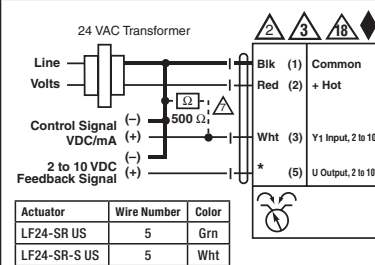 24 VAC Transformer
2 3 18
Line
Volts
Blk (1) Common
Red (2) + Hot
Ω 7
500 Ω
Control Signal (–)
VDC/mA (+)
Wht (3) Y1 Input, 2 to 10
(–)
2 to 10 VDC
Feedback Signal (+)
* (5) U Output, 2 to 10
Actuator Wire Number Color
LF24-SR US 5 Grn
LF24-SR-S US 5 Wht